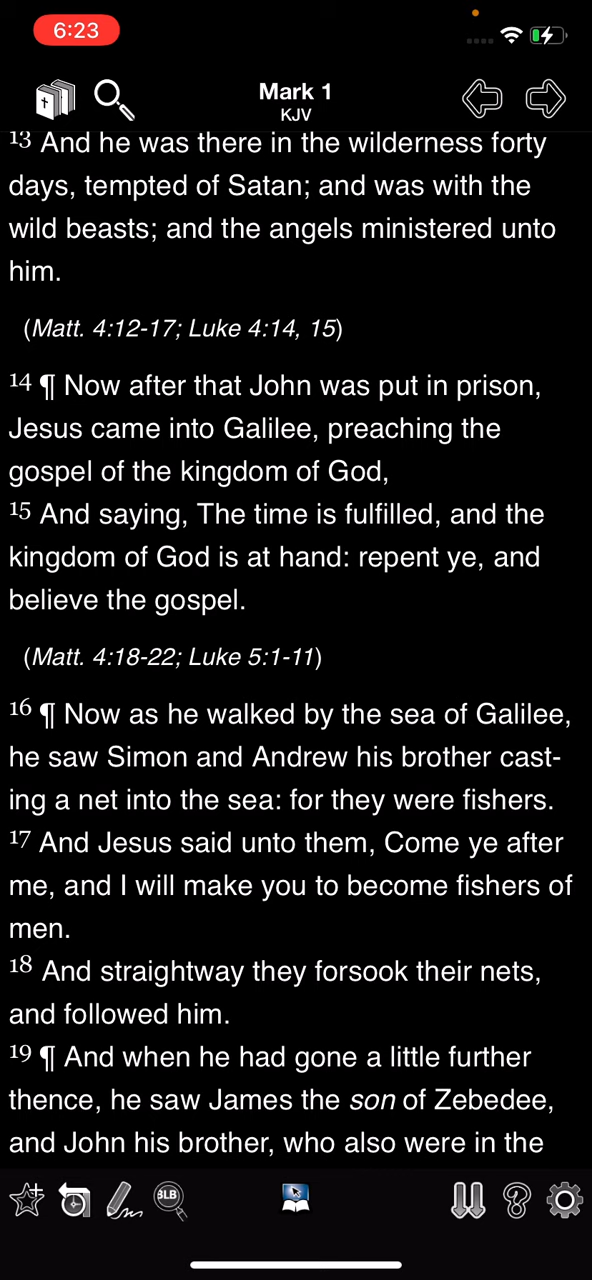 6:23
Mark 1
KJV
13 And he was there in the wilderness forty
days, tempted of Satan; and was with the
wild beasts; and the angels ministered unto
him.
(Matt. 4:12-17; Luke 4:14, 15)
14 ¶ Now after that John was put in prison,
Jesus came into Galilee, preaching the
gospel of the kingdom of God,
15 And saying, The time is fulfilled, and the
kingdom of God is at hand: repent ye, and
believe the gospel.
(Matt. 4:18-22; Luke 5:1-11)
16 ¶ Now as he walked by the sea of Galilee,
he saw Simon and Andrew his brother cast-
ing a net into the sea: for they were fishers.
17 And Jesus said unto them, Come ye after
me, and I will make you to become fishers of
men.
18 And straightway they forsook their nets,
and followed him.
19 ¶ And when he had gone a little further
thence, he saw James the son of Zebedee,
and John his brother, who also were in the
BLB